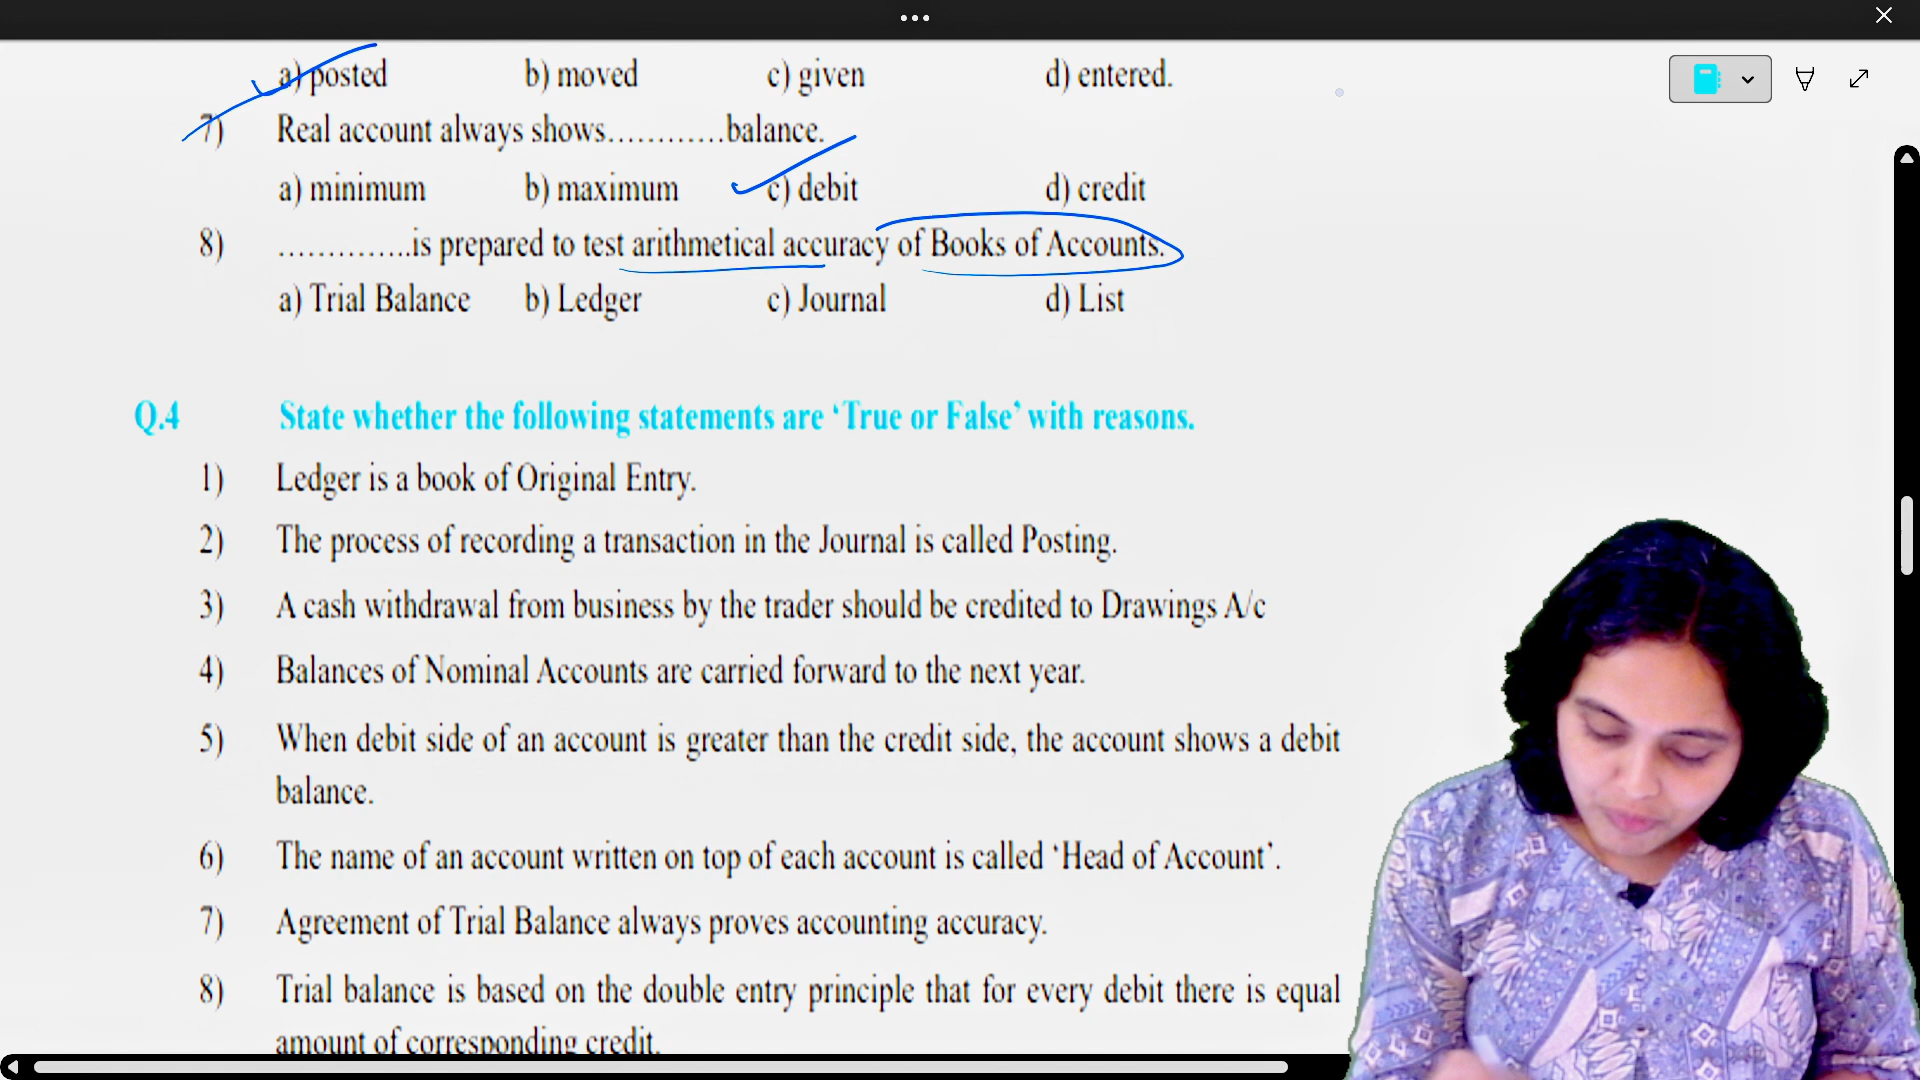 a) posted b) moved c) given d) entered.
7) Real account always shows............balance.
a) minimum b) maximum c) debit d) credit
8) ..............is prepared to test arithmetical accuracy of Books of Accounts.
a) Trial Balance b) Ledger c) Journal d) List
Q.4 State whether the following statements are ‘True or False’ with reasons.
1) Ledger is a book of Original Entry.
2) The process of recording a transaction in the Journal is called Posting.
3) A cash withdrawal from business by the trader should be credited to Drawings A/c
4) Balances of Nominal Accounts are carried forward to the next year.
5) When debit side of an account is greater than the credit side, the account shows a debit
balance.
6) The name of an account written on top of each account is called ‘Head of Account’.
7) Agreement of Trial Balance always proves accounting accuracy.
8) Trial balance is based on the double entry principle that for every debit there is equal
amount of corresponding credit.